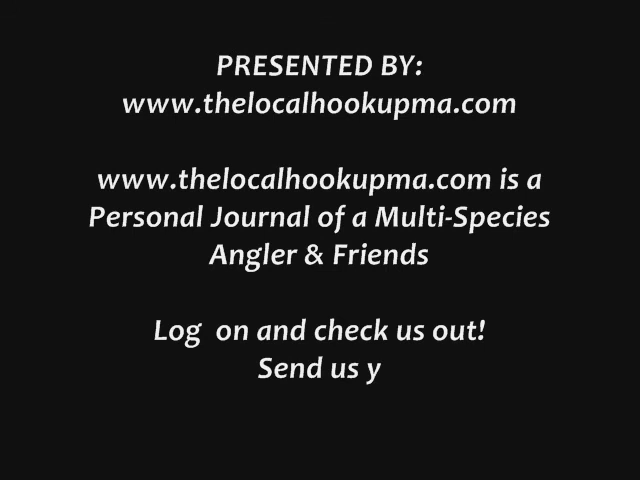 PRESENTED BY:
www.thelocalhookupma.com
www.thelocalhookupma.com is a
Personal Journal of a Multi-Species
Angler & Friends
Log on and check us out!
Send us y